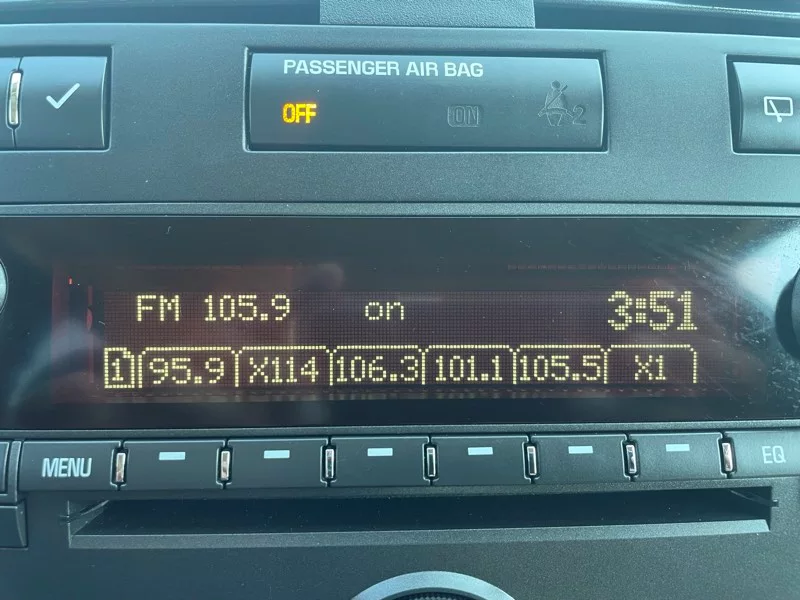 PASSENGER AIR BAG
OFF ON 2
FM 105.9 on 3:51
1 95.9 X114 106.3 101.1 105.5 X1
MENU EQ